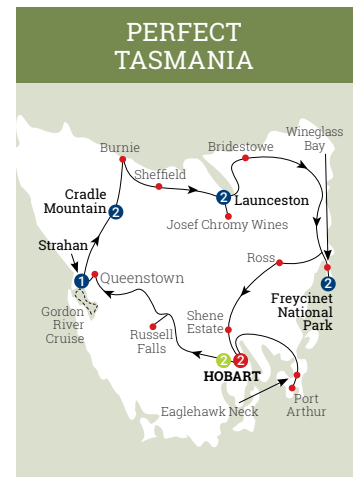 PERFECT
TASMANIA
Wineglass
Bay
Burnie
Bridestowe
Sheffield
Cradle
Mountain
2
2
Launceston
Josef Chromy Wines
Strahan
1
Queenstown
Ross
2
Freycinet
National
Park
Gordon
River
Cruise
Shene
Estate
Russell
Falls
2
2
HOBART
Eaglehawk Neck
Port
Arthur